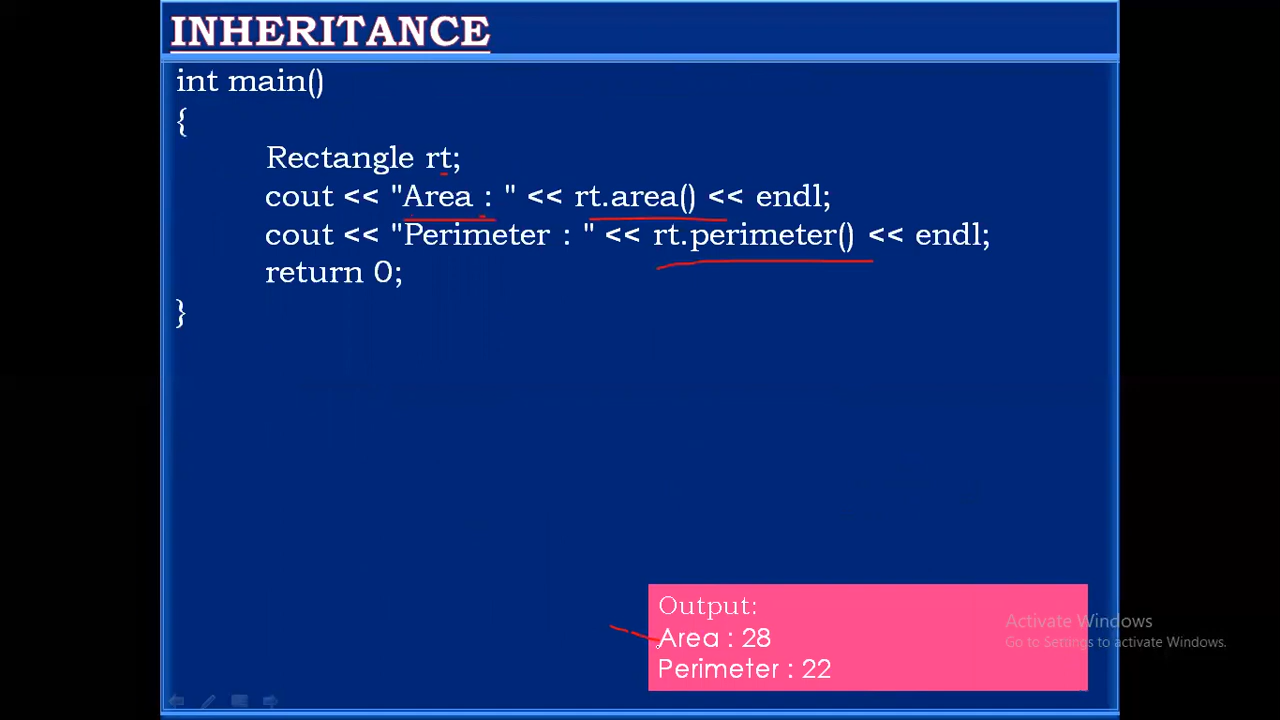 INHERITANCE
int main()
{
Rectangle rt;
cout << "Area : " << rt.area() << endl;
cout << "Perimeter : " << rt.perimeter() << endl;
return 0;
}
Output:
Area : 28
Perimeter : 22
Activate Windows
Go to Settings to activate Windows.